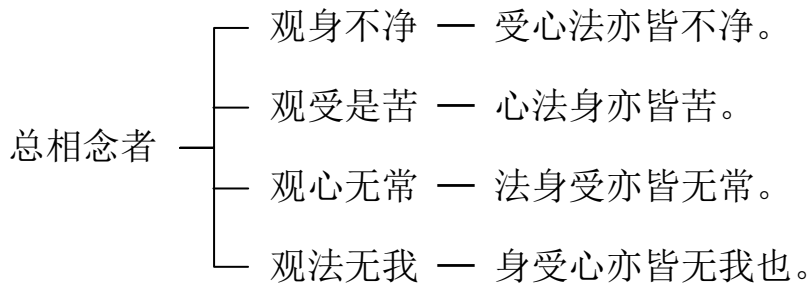 总相念者
观身不净 — 受心法亦皆不净。
观受是苦 — 心法身亦皆苦。
观心无常 — 法身受亦皆无常。
观法无我 — 身受心亦皆无我也。